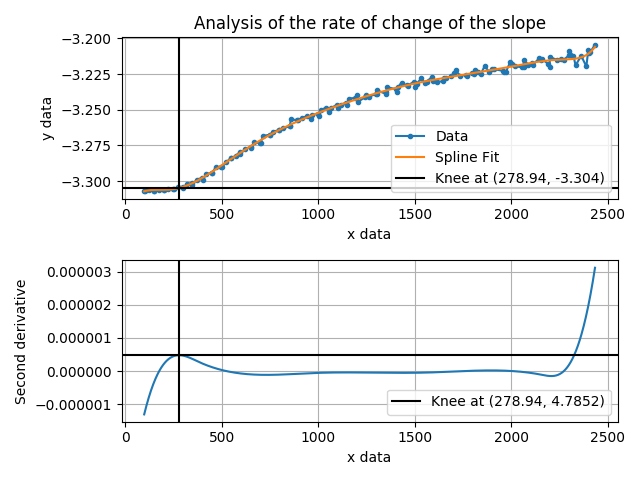 Analysis of the rate of change of the slope
−3.200
−3.225
−3.250
−3.275
−3.300
y data
Data
Spline Fit
Knee at (278.94, -3.304)
0
500
1000
1500
2000
2500
x data
0.000003
0.000002
0.000001
0.000000
−0.000001
Second derivative
Knee at (278.94, 4.7852)
0
500
1000
1500
2000
2500
x data